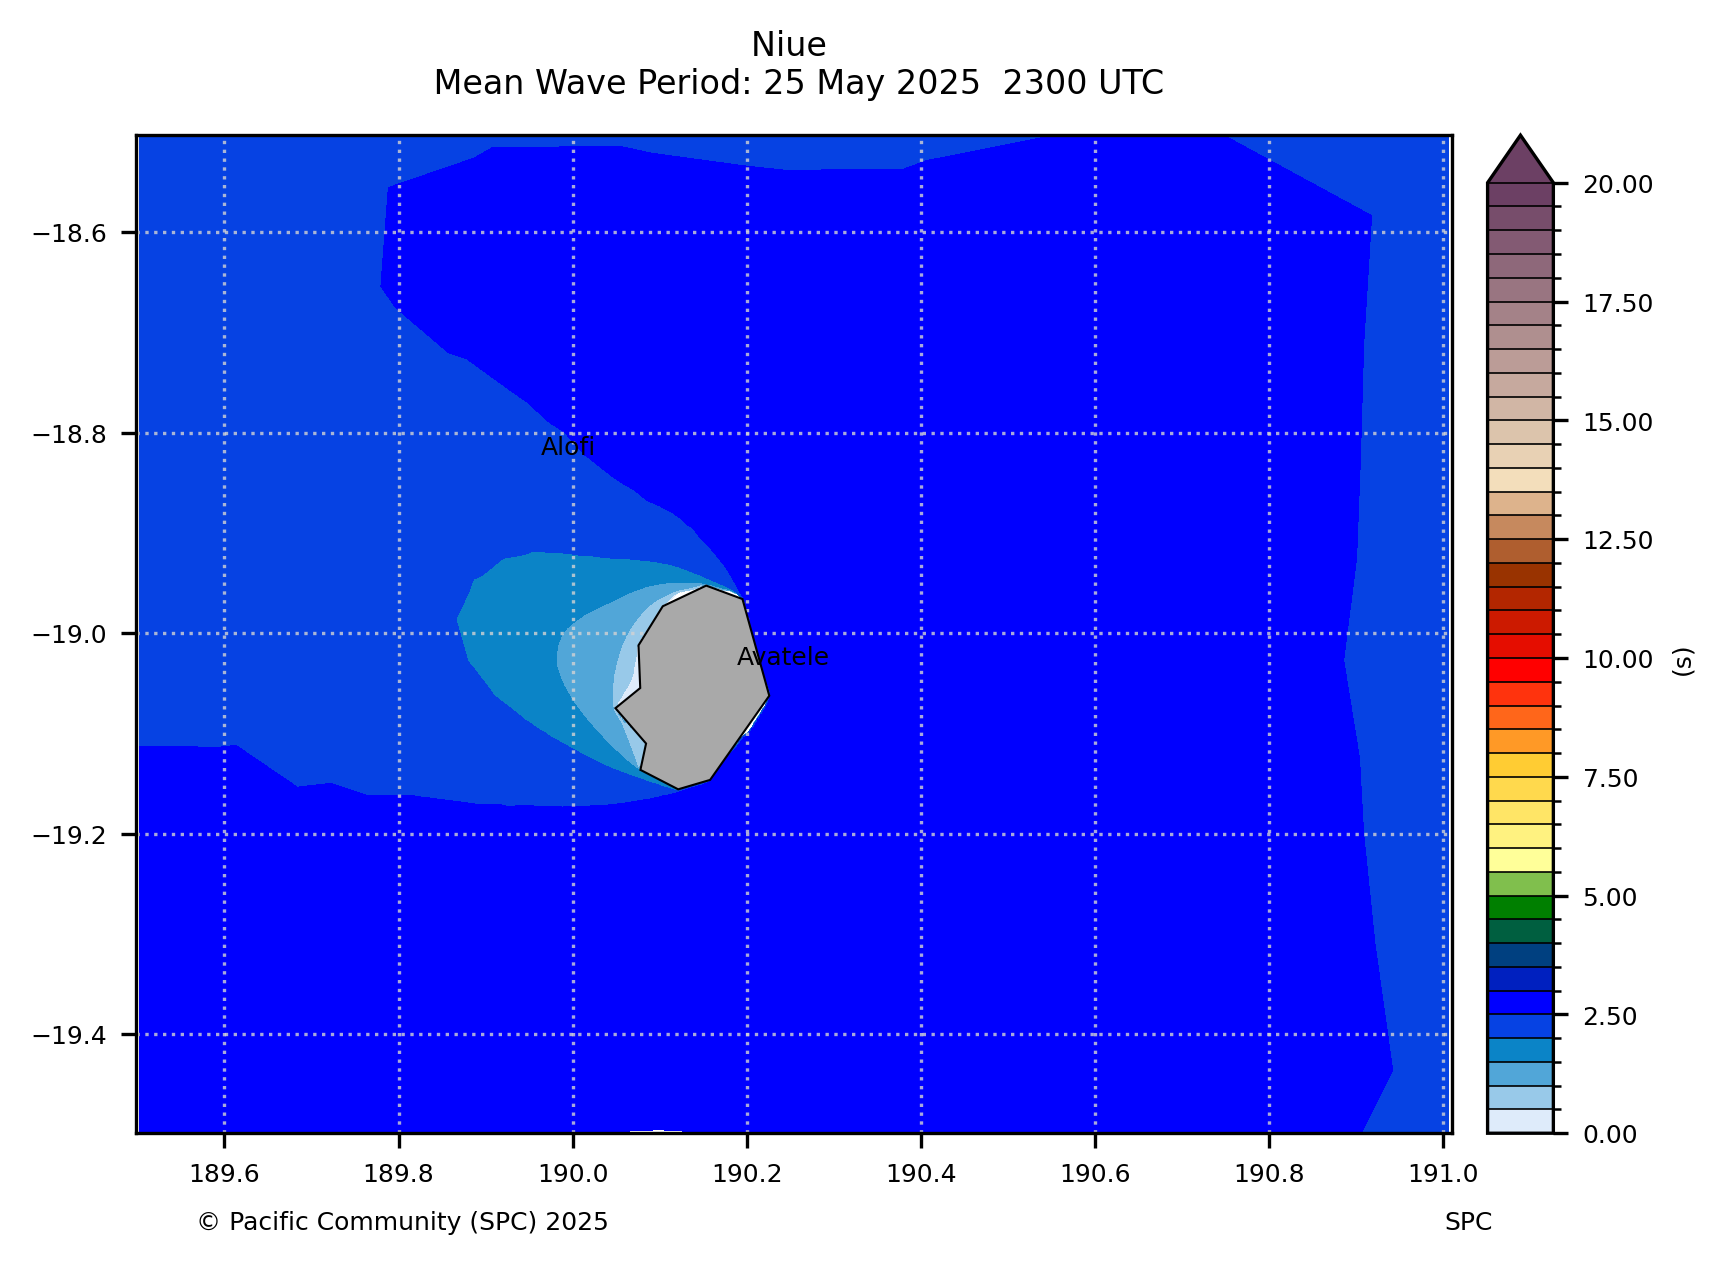 Niue
Mean Wave Period: 25 May 2025  2300 UTC
−18.6
−18.8
−19.0
−19.2
−19.4
Alofi
Avatele
189.6 189.8 190.0 190.2 190.4 190.6 190.8 191.0
20.00
17.50
15.00
12.50
10.00
7.50
5.00
2.50
0.00
(s)
© Pacific Community (SPC) 2025
SPC